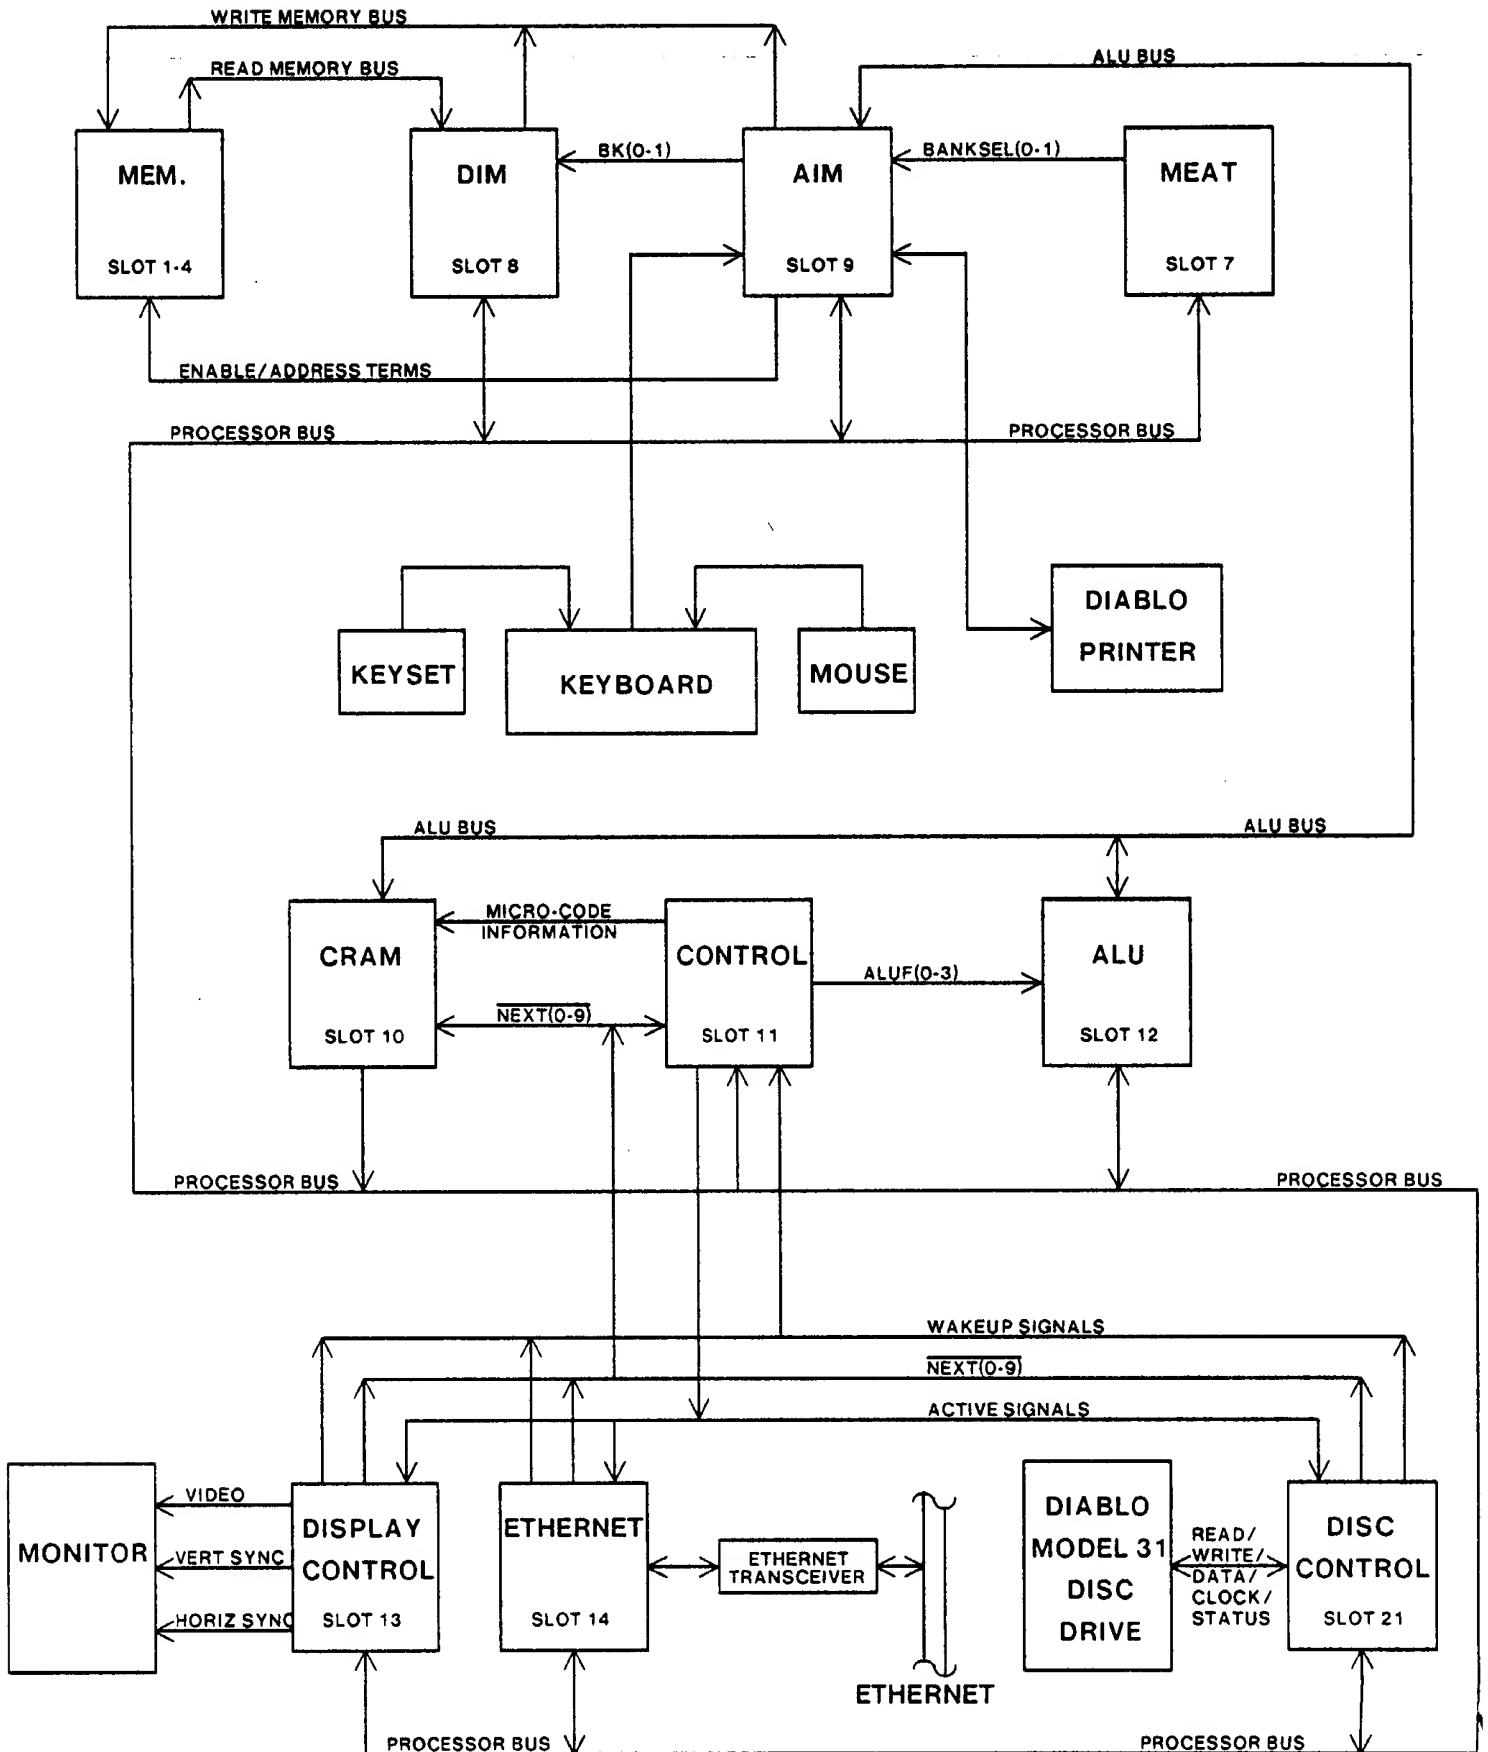 WRITE MEMORY BUS
READ MEMORY BUS
ALU BUS
MEM.
SLOT 1-4
DIM
SLOT 8
BK(0-1)
AIM
SLOT 9
BANKSEL(0-1)
MEAT
SLOT 7
ENABLE/ADDRESS TERMS
PROCESSOR BUS
PROCESSOR BUS
KEYSET
KEYBOARD
MOUSE
DIABLO
PRINTER
ALU BUS
ALU BUS
CRAM
SLOT 10
MICRO-CODE
INFORMATION
NEXT(0-9)
CONTROL
SLOT 11
ALUF(0-3)
ALU
SLOT 12
PROCESSOR BUS
PROCESSOR BUS
WAKEUP SIGNALS
NEXT(0-9)
ACTIVE SIGNALS
MONITOR
VIDEO
VERT SYNC
HORIZ SYNC
DISPLAY
CONTROL
SLOT 13
ETHERNET
SLOT 14
ETHERNET
TRANSCEIVER
ETHERNET
DIABLO
MODEL 31
DISC
DRIVE
READ/
WRITE/
DATA/
CLOCK/
STATUS
DISC
CONTROL
SLOT 21
PROCESSOR BUS
PROCESSOR BUS